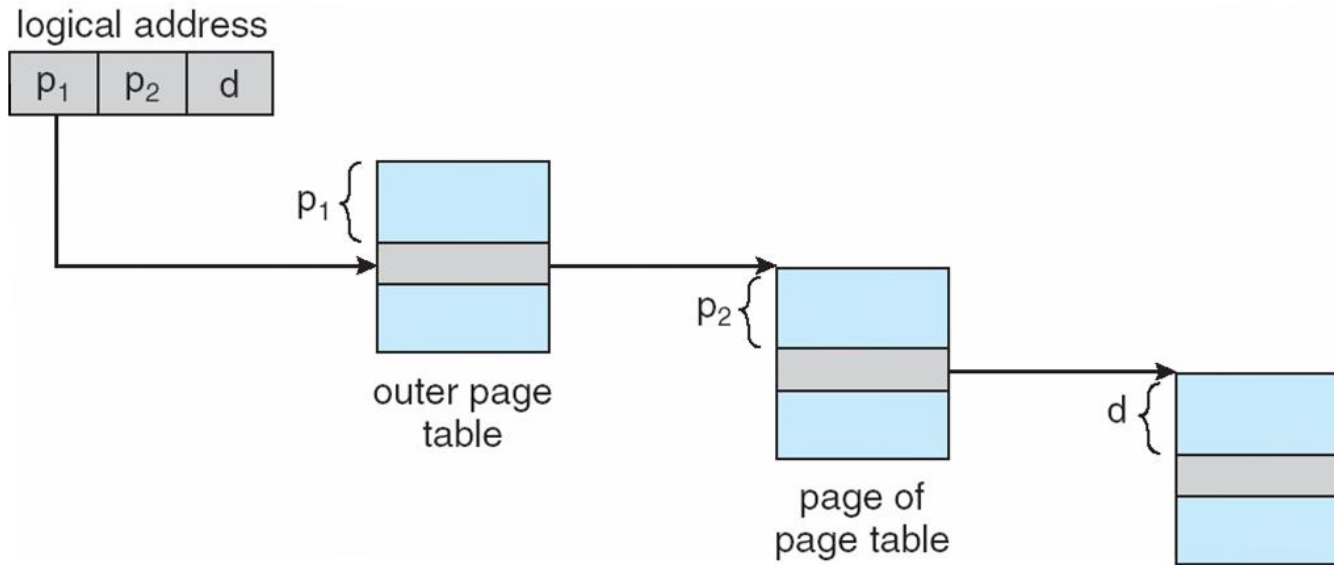 logical address
p₁ p₂ d
p₁
outer page
table
p₂
page of
page table
d